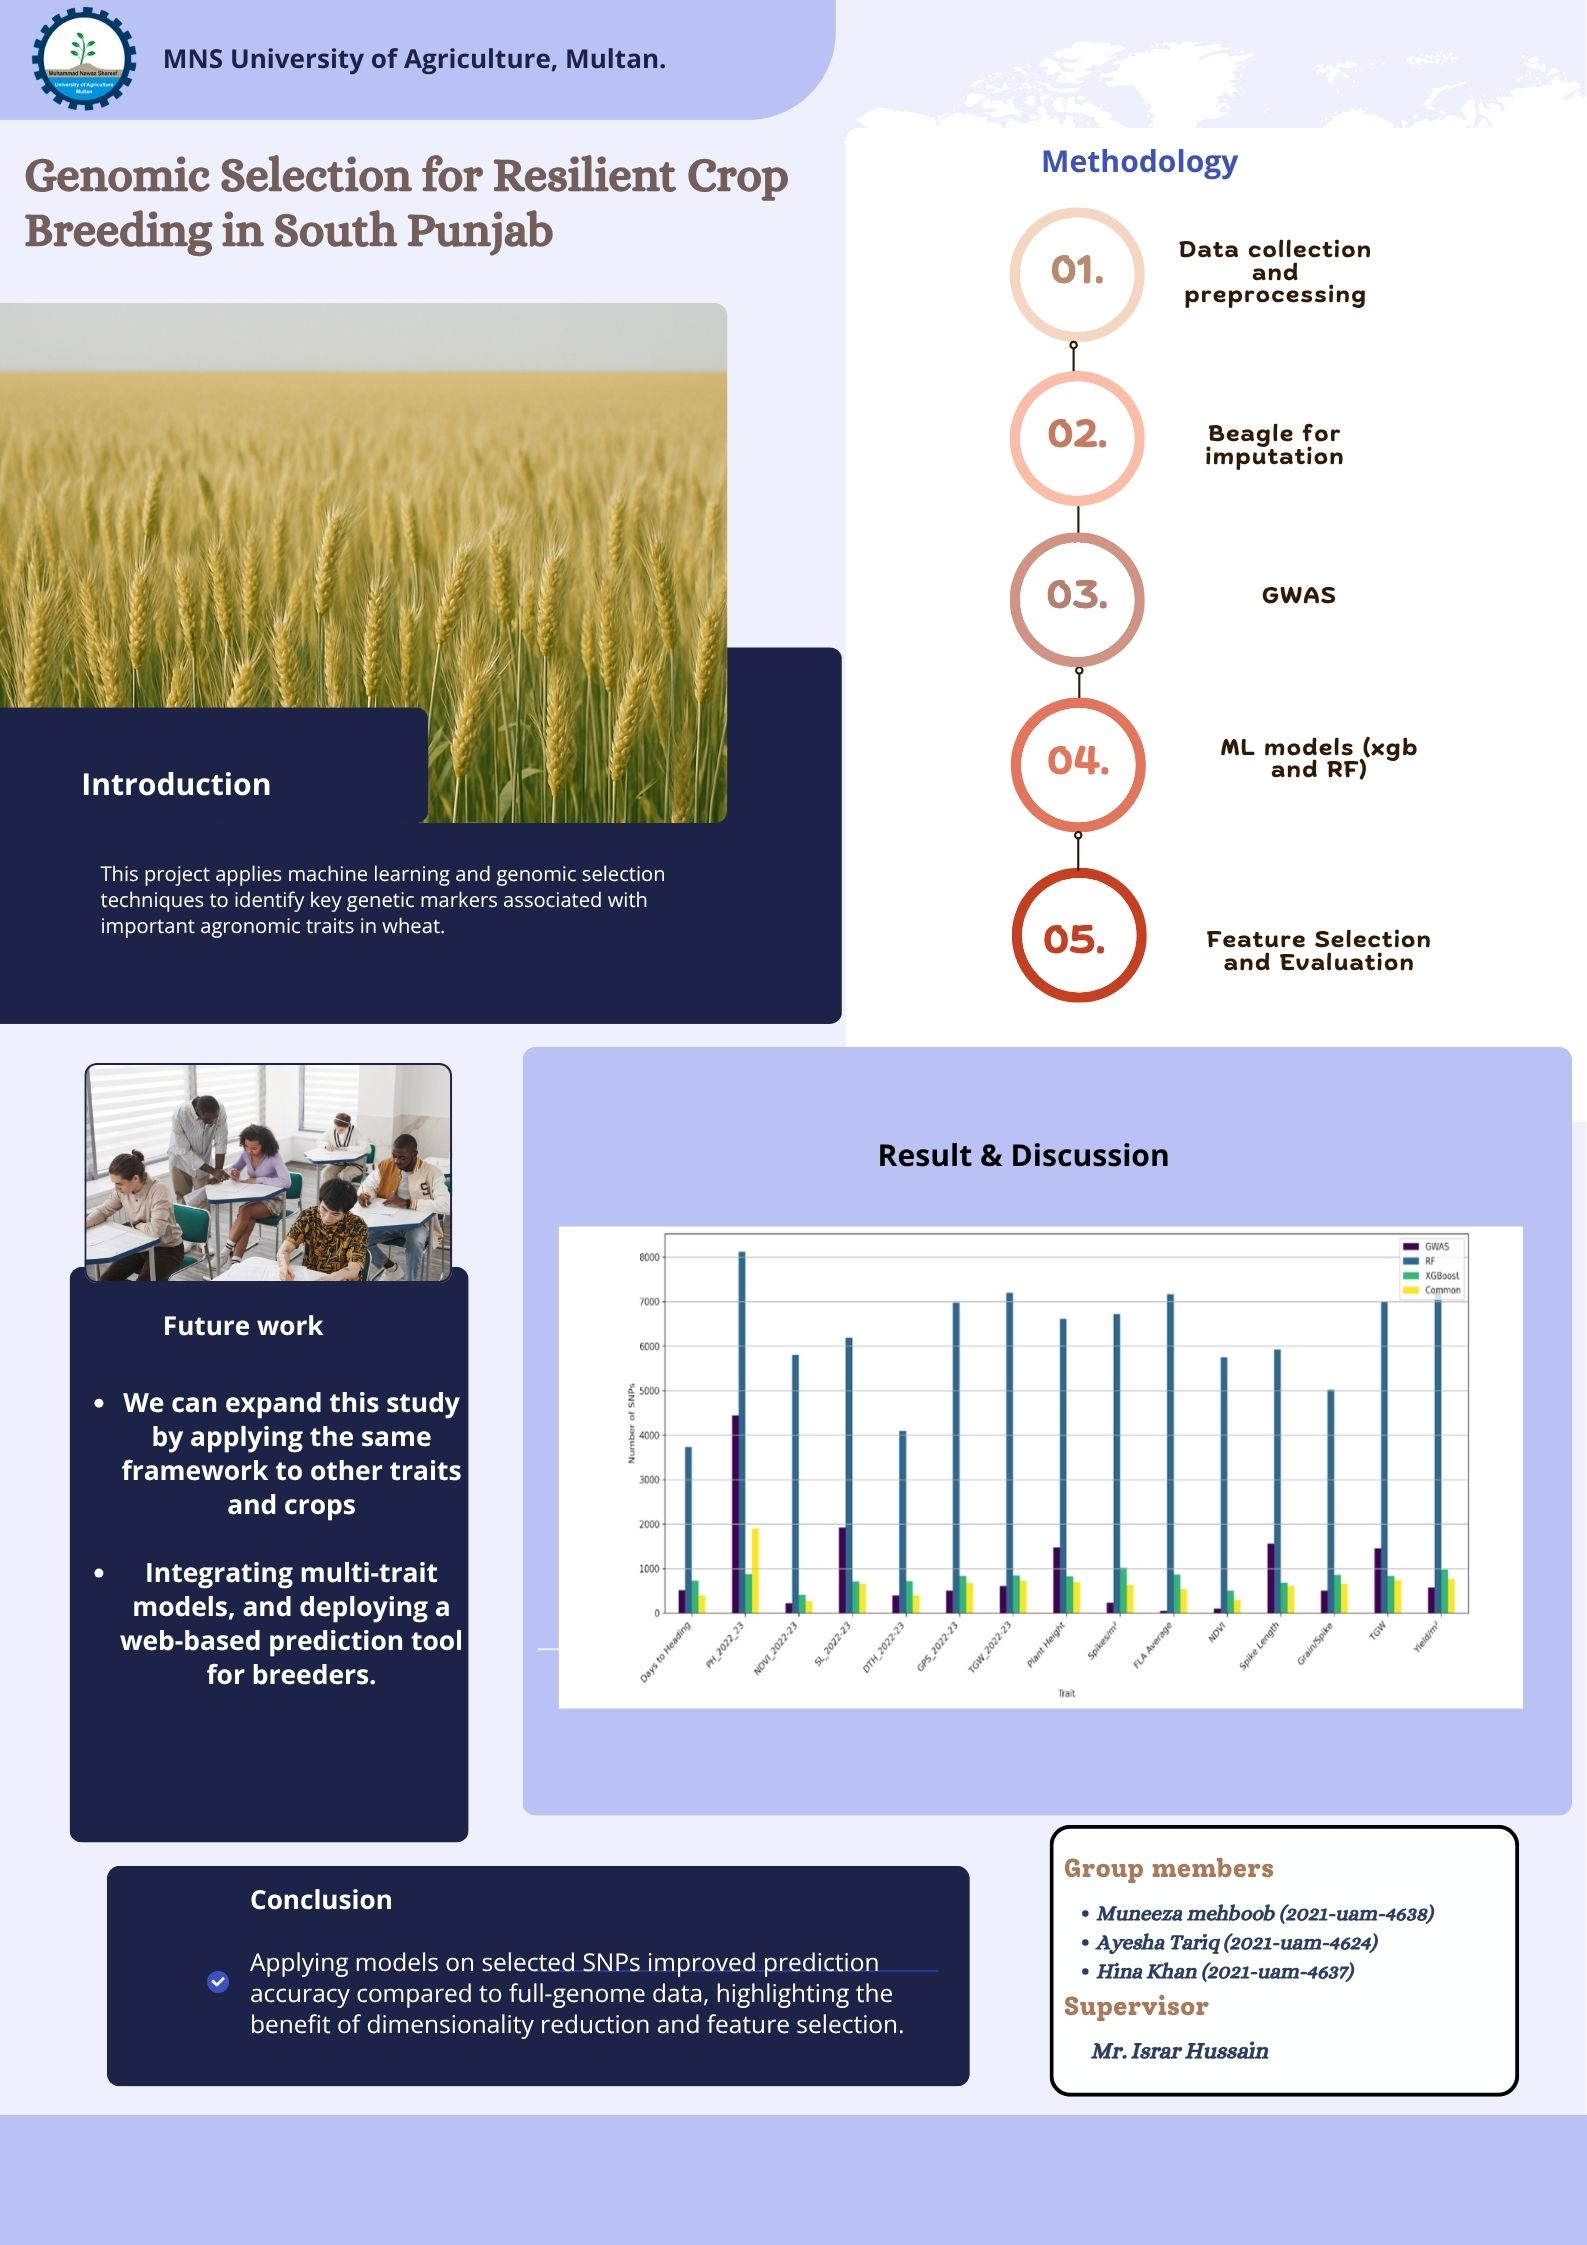 Muhammad Nawaz Shareef
University of Agriculture
Multan
MNS University of Agriculture, Multan.
Genomic Selection for Resilient Crop
Breeding in South Punjab
Introduction
This project applies machine learning and genomic selection
techniques to identify key genetic markers associated with
important agronomic traits in wheat.
Methodology
01.
Data collection
and
preprocessing
02.
Beagle for
imputation
03.
GWAS
04.
ML models (xgb
and RF)
05.
Feature Selection
and Evaluation
Future work
• We can expand this study
by applying the same
framework to other traits
and crops
• Integrating multi-trait
models, and deploying a
web-based prediction tool
for breeders.
Result & Discussion
GWAS
RF
XGBoost
Common
8000
7000
6000
5000
4000
3000
2000
1000
0
Number of SNPs
Days to Heading
PH_2022_23
NDVI_2022-23
SL_2022-23
DTH_2022-23
GPS_2022-23
TGW_2022-23
Plant Height
Spikes/m²
FLA Average
NDVI
Spike Length
Grain/Spike
TGW
Yield/m²
Trait
Conclusion
Applying models on selected SNPs improved prediction
accuracy compared to full-genome data, highlighting the
benefit of dimensionality reduction and feature selection.
Group members
• Muneeza mehboob (2021-uam-4638)
• Ayesha Tariq (2021-uam-4624)
• Hina Khan (2021-uam-4637)
Supervisor
Mr. Israr Hussain